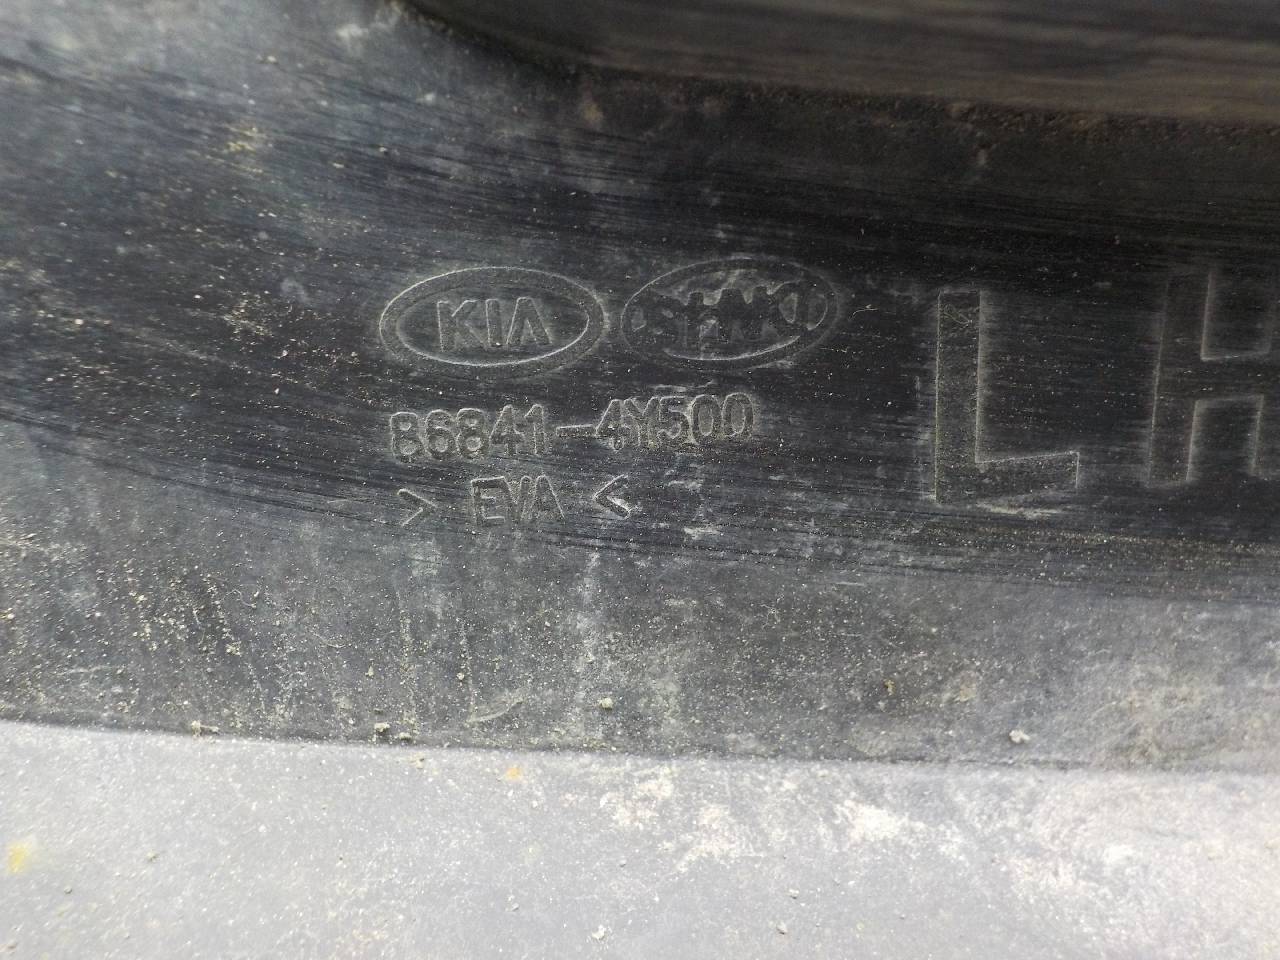 KIA
86841-4Y500
> EVA <
LH